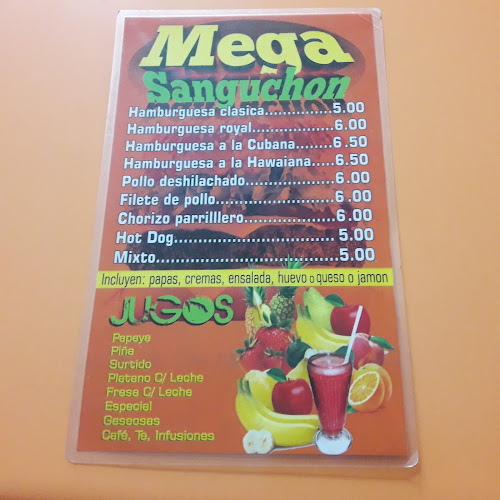 Mega
Sanguchon
Hamburguesa clasica...............5.00
Hamburguesa royal..................6.00
Hamburguesa a la Cubana........6.50
Hamburguesa a la Hawaiana.....6.50
Pollo deshilachado...................6.00
Filete de pollo.........................6.00
Chorizo parrilllero...................6.00
Hot Dog................................. 5.00
Mixto.....................................5.00
Incluyen: papas, cremas, ensalada, huevo o queso o jamon
JUGOS
Papaya
Piña
Surtido
Platano C/ Leche
Fresa C/ Leche
Especial
Gaseosas
Café, Te, Infusiones